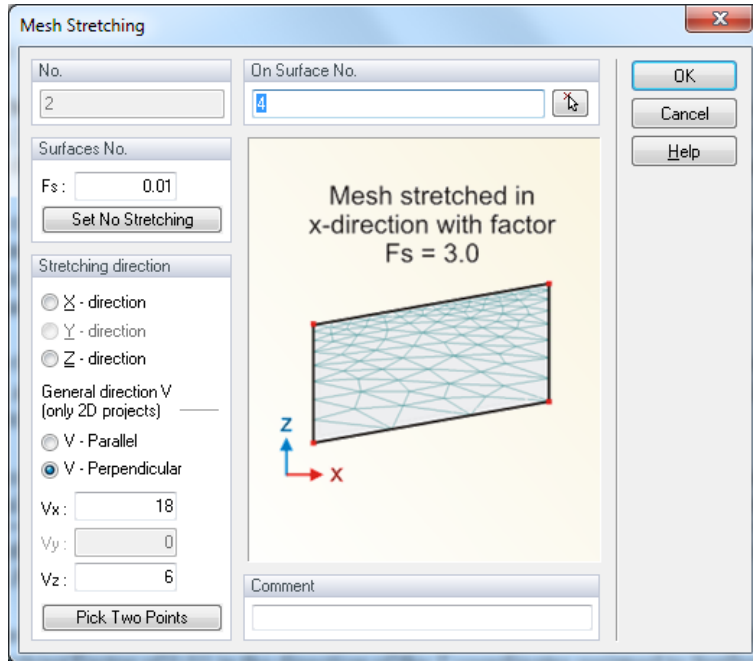 Mesh Stretching
No.
2
On Surface No.
4
OK
Cancel
Help
Surfaces No.
Fs :
0.01
Set No Stretching
Stretching direction
X - direction
Y - direction
Z - direction
General direction V
(only 2D projects)
V - Parallel
V - Perpendicular
Vx :
18
Vy :
0
Vz :
6
Pick Two Points
Mesh stretched in
x-direction with factor
Fs = 3.0
Z
X
Comment